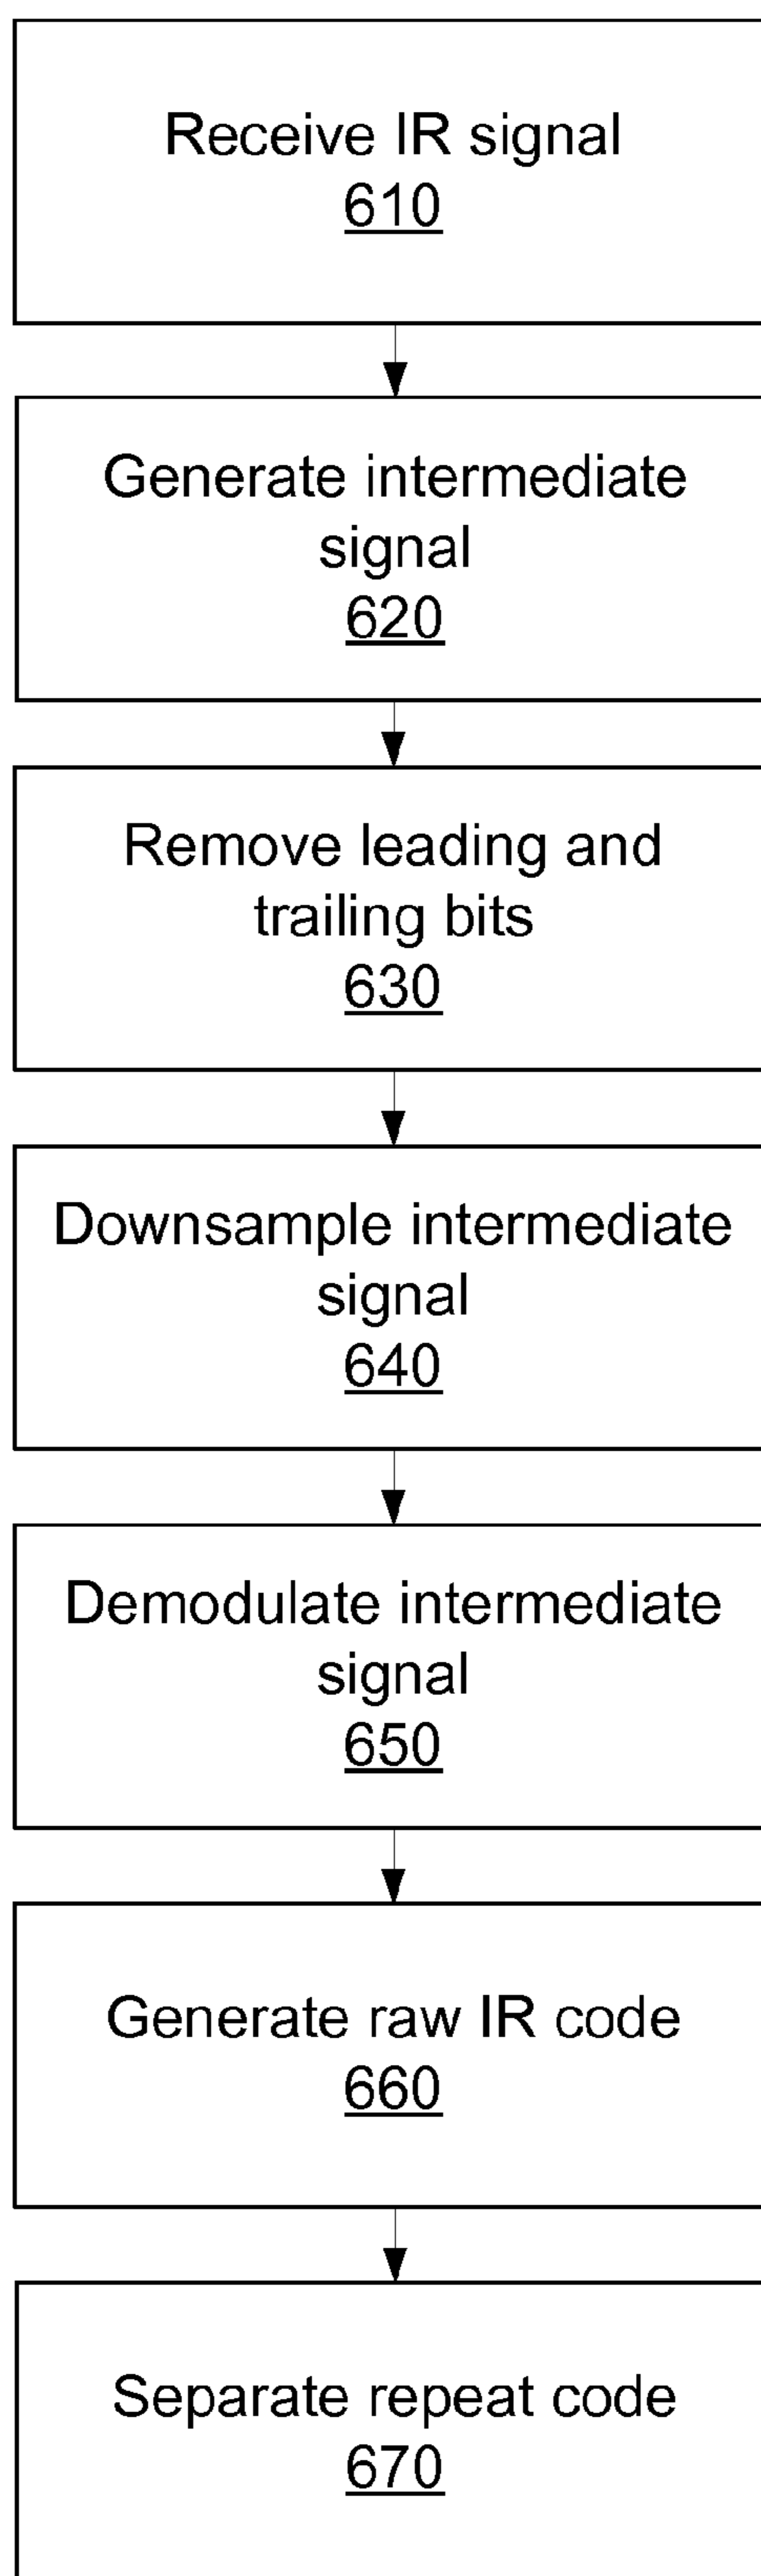 Receive IR signal
610
Generate intermediate
signal
620
Remove leading and
trailing bits
630
Downsample intermediate
signal
640
Demodulate intermediate
signal
650
Generate raw IR code
660
Separate repeat code
670